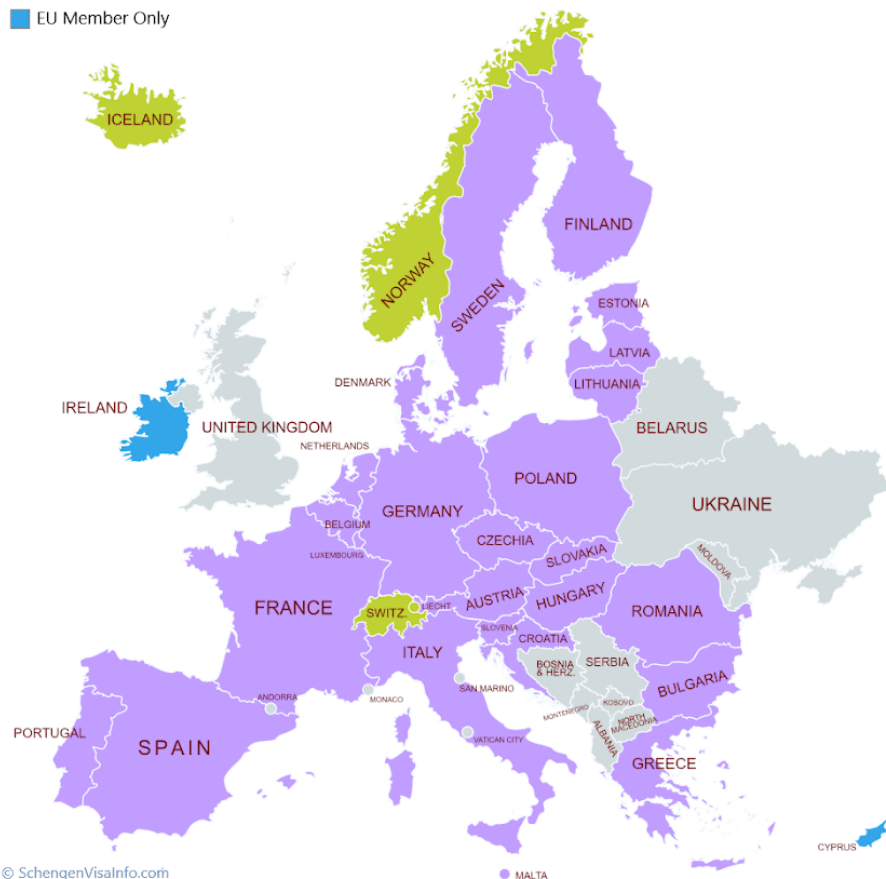 EU Member Only
ICELAND
FINLAND
NORWAY
SWEDEN
ESTONIA
LATVIA
DENMARK
LITHUANIA
IRELAND
UNITED KINGDOM
BELARUS
NETHERLANDS
POLAND
UKRAINE
GERMANY
BELGIUM
CZECHIA
LUXEMBOURG
SLOVAKIA
MOLDOVA
AUSTRIA
HUNGARY
FRANCE
SWITZ.
LIECHT
ROMANIA
SLOVENIA
CROATIA
ITALY
BOSNIA
& HERZ.
SERBIA
BULGARIA
SAN MARINO
ANDORRA
MONACO
KOSOVO
MONTENEGRO
NORTH
MACEDONIA
PORTUGAL
SPAIN
VATICAN CITY
ALBANIA
GREECE
CYPRUS
MALTA
© SchengenVisaInfo.com